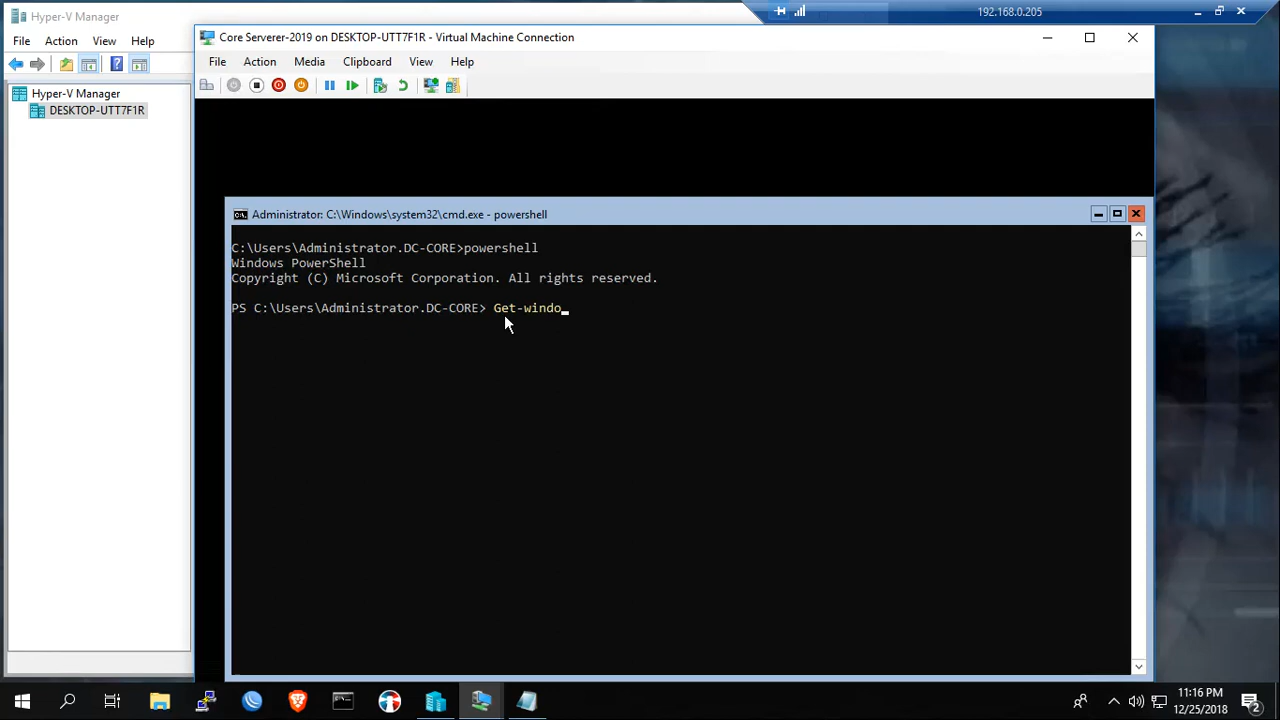 Hyper-V Manager
192.168.0.205
File Action View Help
Hyper-V Manager
DESKTOP-UTT7F1R
Core Serverer-2019 on DESKTOP-UTT7F1R - Virtual Machine Connection
File Action Media Clipboard View Help
Administrator: C:\Windows\system32\cmd.exe - powershell
C:\Users\Administrator.DC-CORE>powershell
Windows PowerShell
Copyright (C) Microsoft Corporation. All rights reserved.
PS C:\Users\Administrator.DC-CORE> Get-windo_
11:16 PM
12/25/2018
2